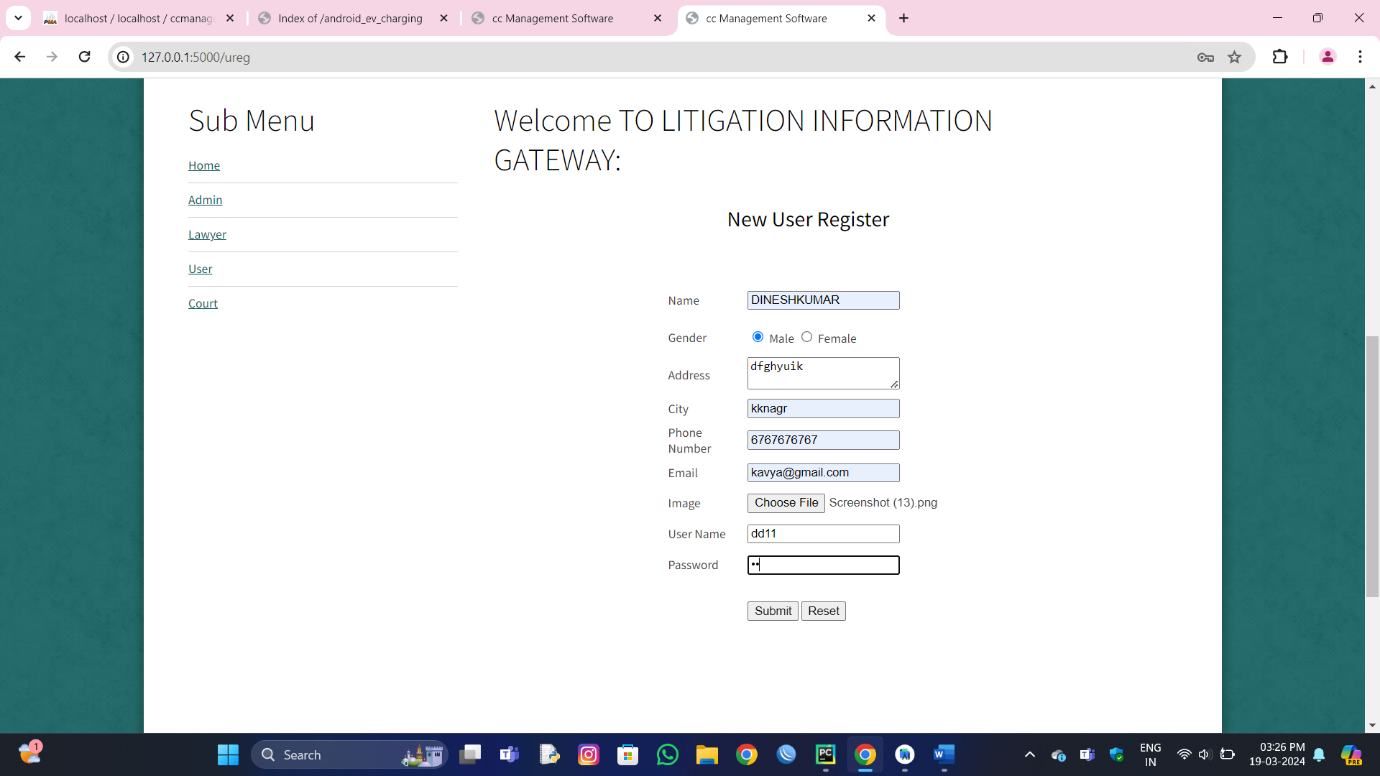 localhost / localhost / ccmanag
Index of /android_ev_charging
cc Management Software
cc Management Software
127.0.0.1:5000/ureg
Sub Menu
Home
Admin
Lawyer
User
Court
Welcome TO LITIGATION INFORMATION
GATEWAY:
New User Register
Name DINESHKUMAR
Gender Male Female
Address dfghyuik
City kknagr
Phone
Number 6767676767
Email kavya@gmail.com
Image Choose File Screenshot (13).png
User Name dd11
Password ••
Submit Reset
1
Search
PC
W
ENG
IN
03:26 PM
19-03-2024
PRE